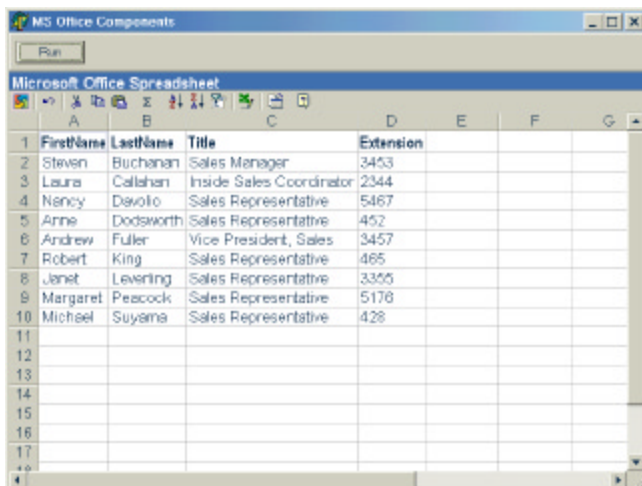 MS Office Components
Run
Microsoft Office Spreadsheet
A B C D E F G
1 FirstName LastName Title Extension
2 Steven Buchanan Sales Manager 3453
3 Laura Callahan Inside Sales Coordinator 2344
4 Nancy Davolio Sales Representative 5467
5 Anne Dodsworth Sales Representative 452
6 Andrew Fuller Vice President, Sales 3457
7 Robert King Sales Representative 465
8 Janet Leverling Sales Representative 3355
9 Margaret Peacock Sales Representative 5176
10 Michael Suyama Sales Representative 428
11
12
13
14
15
16
17